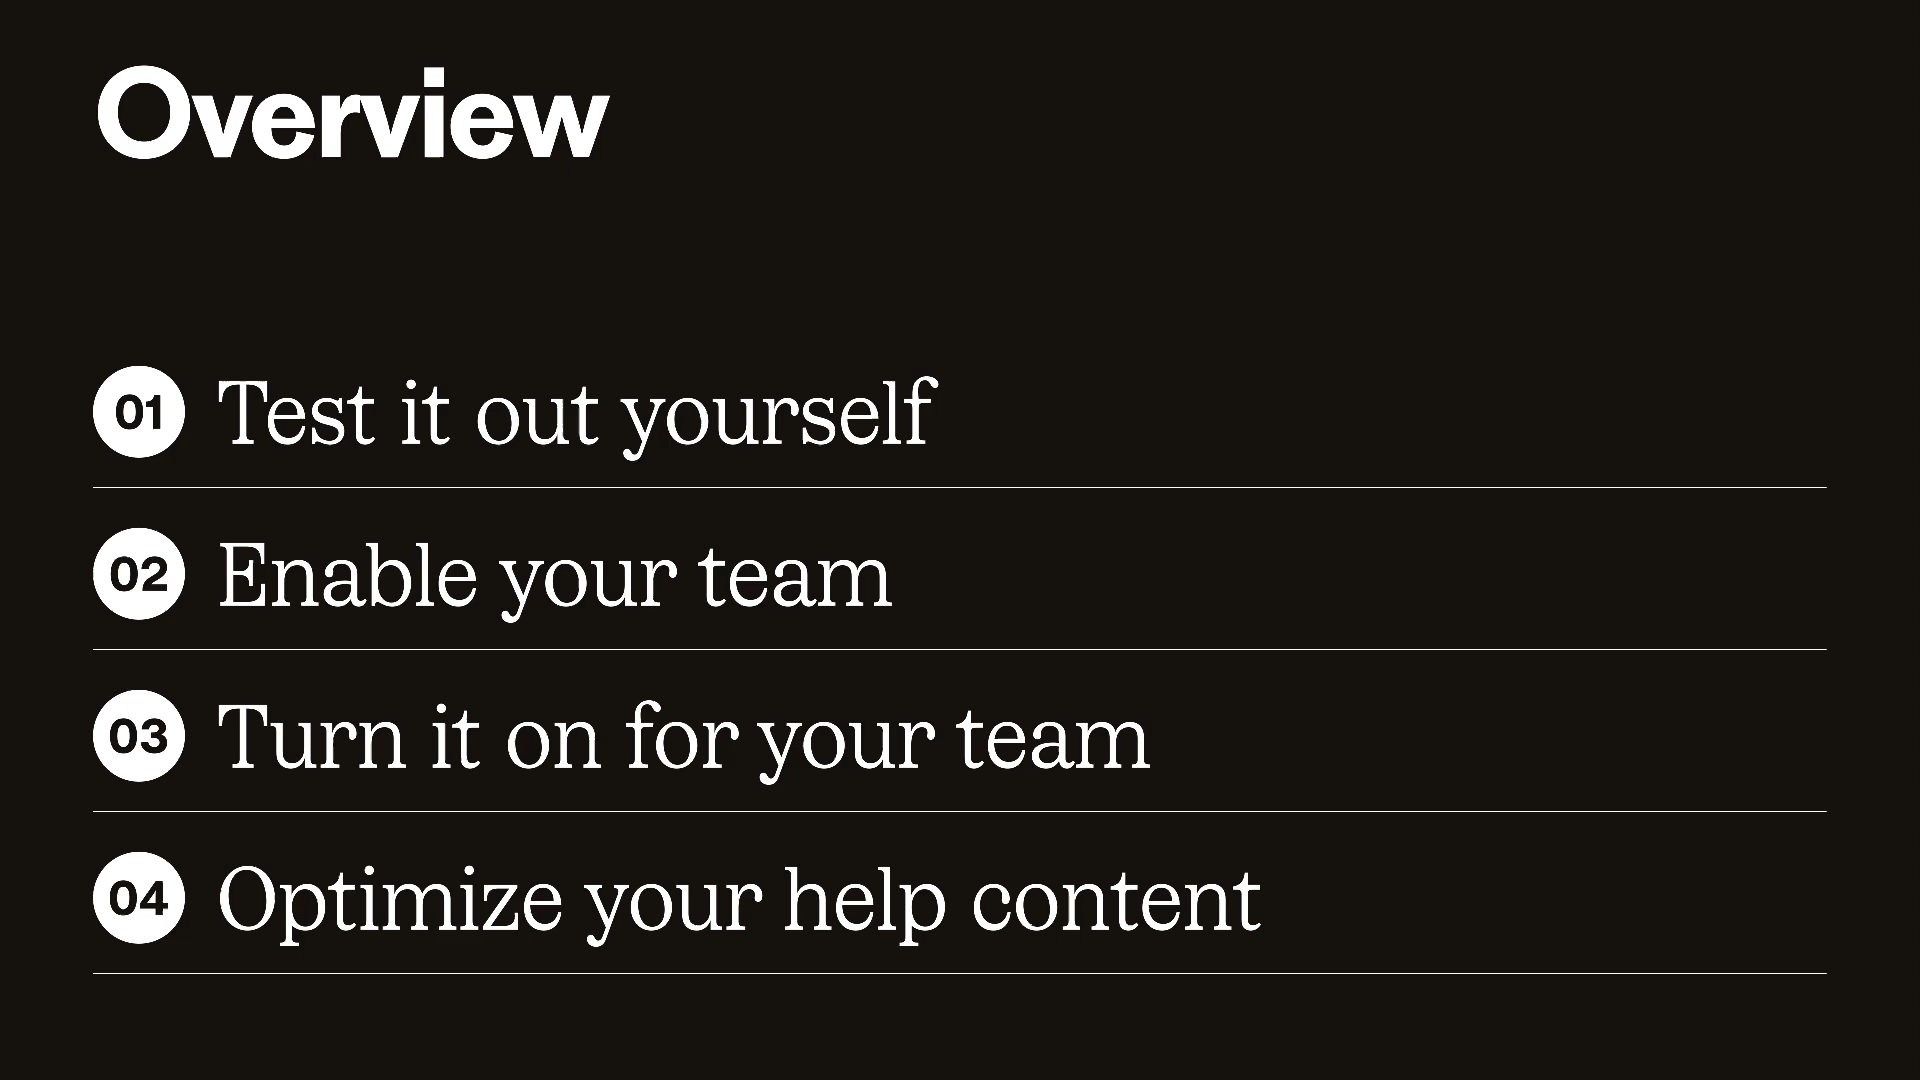 Overview
01 Test it out yourself
02 Enable your team
03 Turn it on for your team
04 Optimize your help content